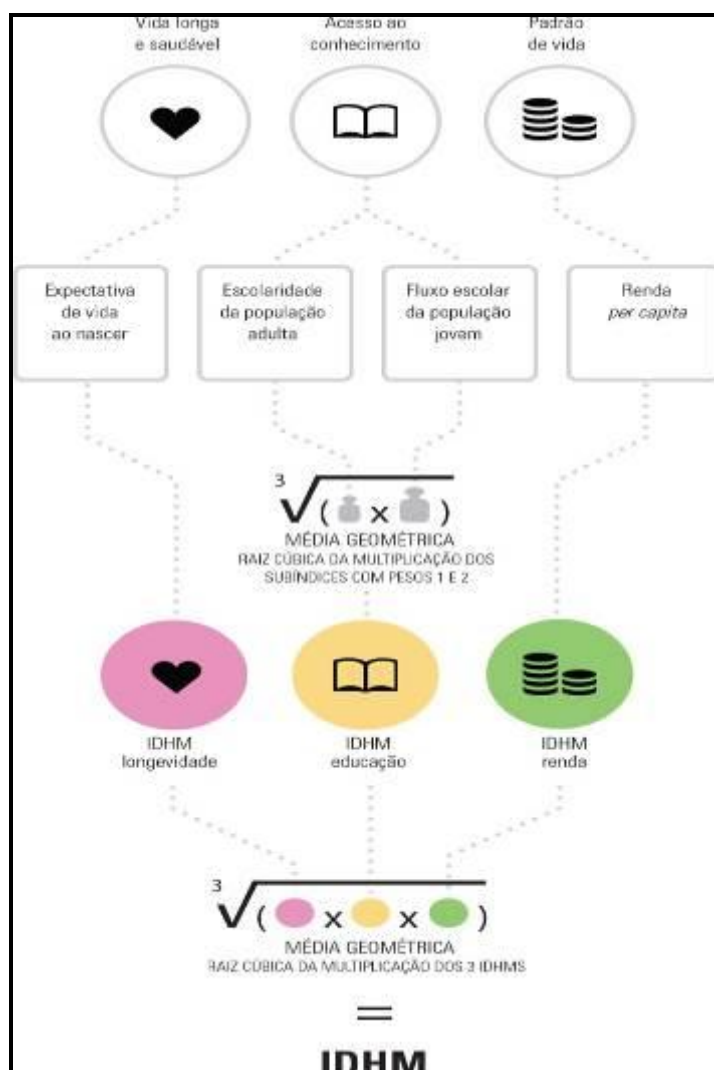 Vida longa
e saudável
Acesso ao
conhecimento
Padrão
de vida
Expectativa
de vida
ao nascer
Escolaridade
da população
adulta
Fluxo escolar
da população
jovem
Renda
per capita
3
√( x )
MÉDIA GEOMÉTRICA
RAIZ CÚBICA DA MULTIPLICAÇÃO DOS
SUBÍNDICES COM PESOS 1 E 2
IDHM
longevidade
IDHM
educação
IDHM
renda
3
√( x x )
MÉDIA GEOMÉTRICA
RAIZ CÚBICA DA MULTIPLICAÇÃO DOS 3 IDHMS
=
IDHM